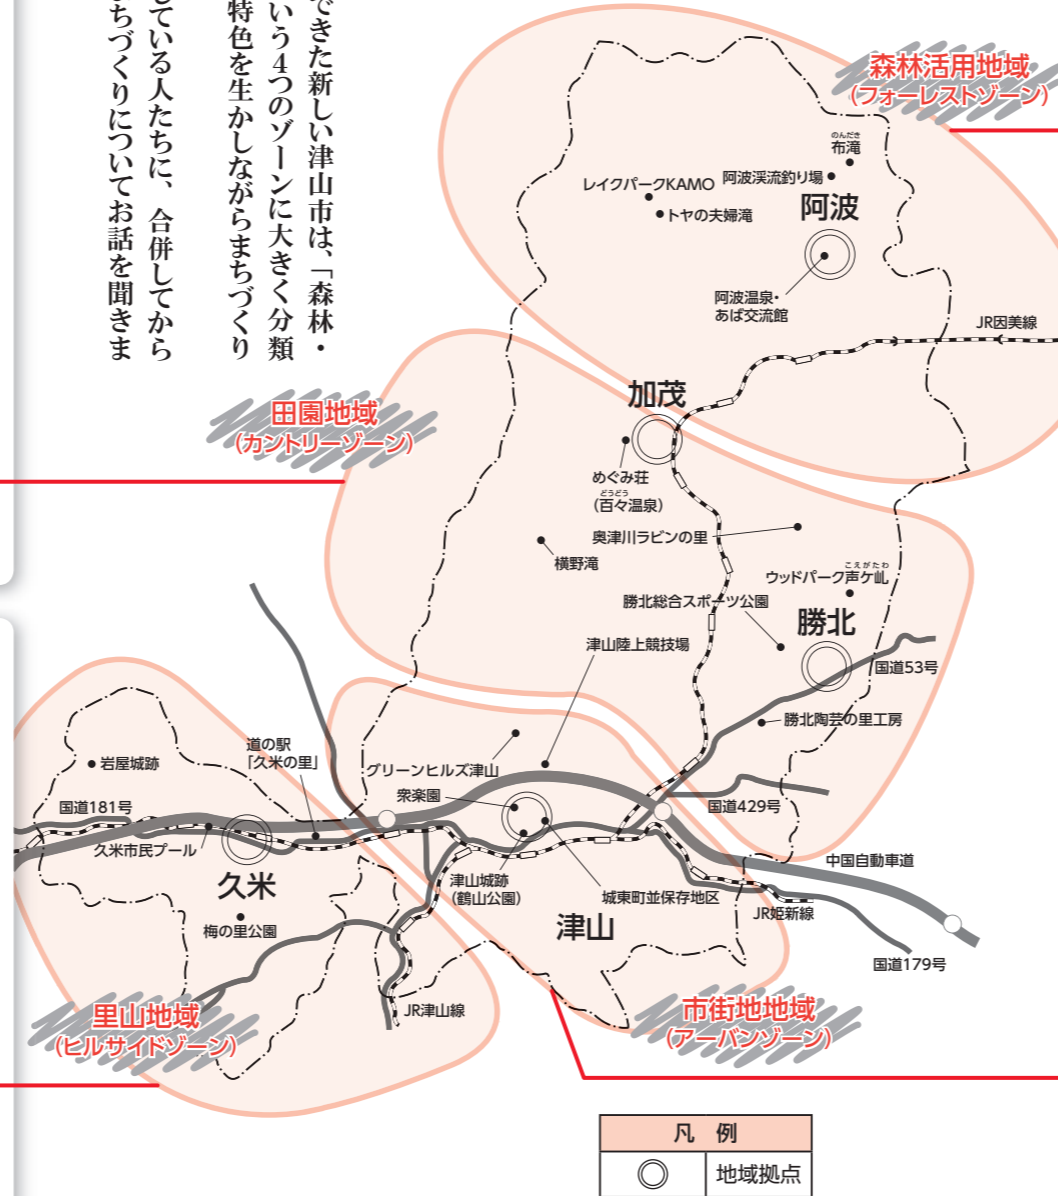 できた新しい津山市は、「森林・
いう4つのゾーンに大きく分類
特色を生かしながらまちづくり
している人たちに、合併してから
まちづくりについてお話を聞きま
森林活用地域
(フォーレストゾーン)
のんだき
布滝
阿波渓流釣り場
レイクパークKAMO
トヤの夫婦滝
阿波
阿波温泉・
あば交流館
JR因美線
加茂
田園地域
(カントリーゾーン)
めぐみ荘
どうどう
(百々温泉)
奥津川ラビンの里
横野滝
こえがたわ
ウッドパーク声ケ乢
勝北総合スポーツ公園
勝北
津山陸上競技場
国道53号
勝北陶芸の里工房
道の駅
「久米の里」
岩屋城跡
グリーンヒルズ津山
衆楽園
国道181号
国道429号
久米市民プール
中国自動車道
久米
津山城跡
(鶴山公園)
城東町並保存地区
JR姫新線
梅の里公園
津山
国道179号
里山地域
(ヒルサイドゾーン)
JR津山線
市街地地域
(アーバンゾーン)
凡 例
地域拠点